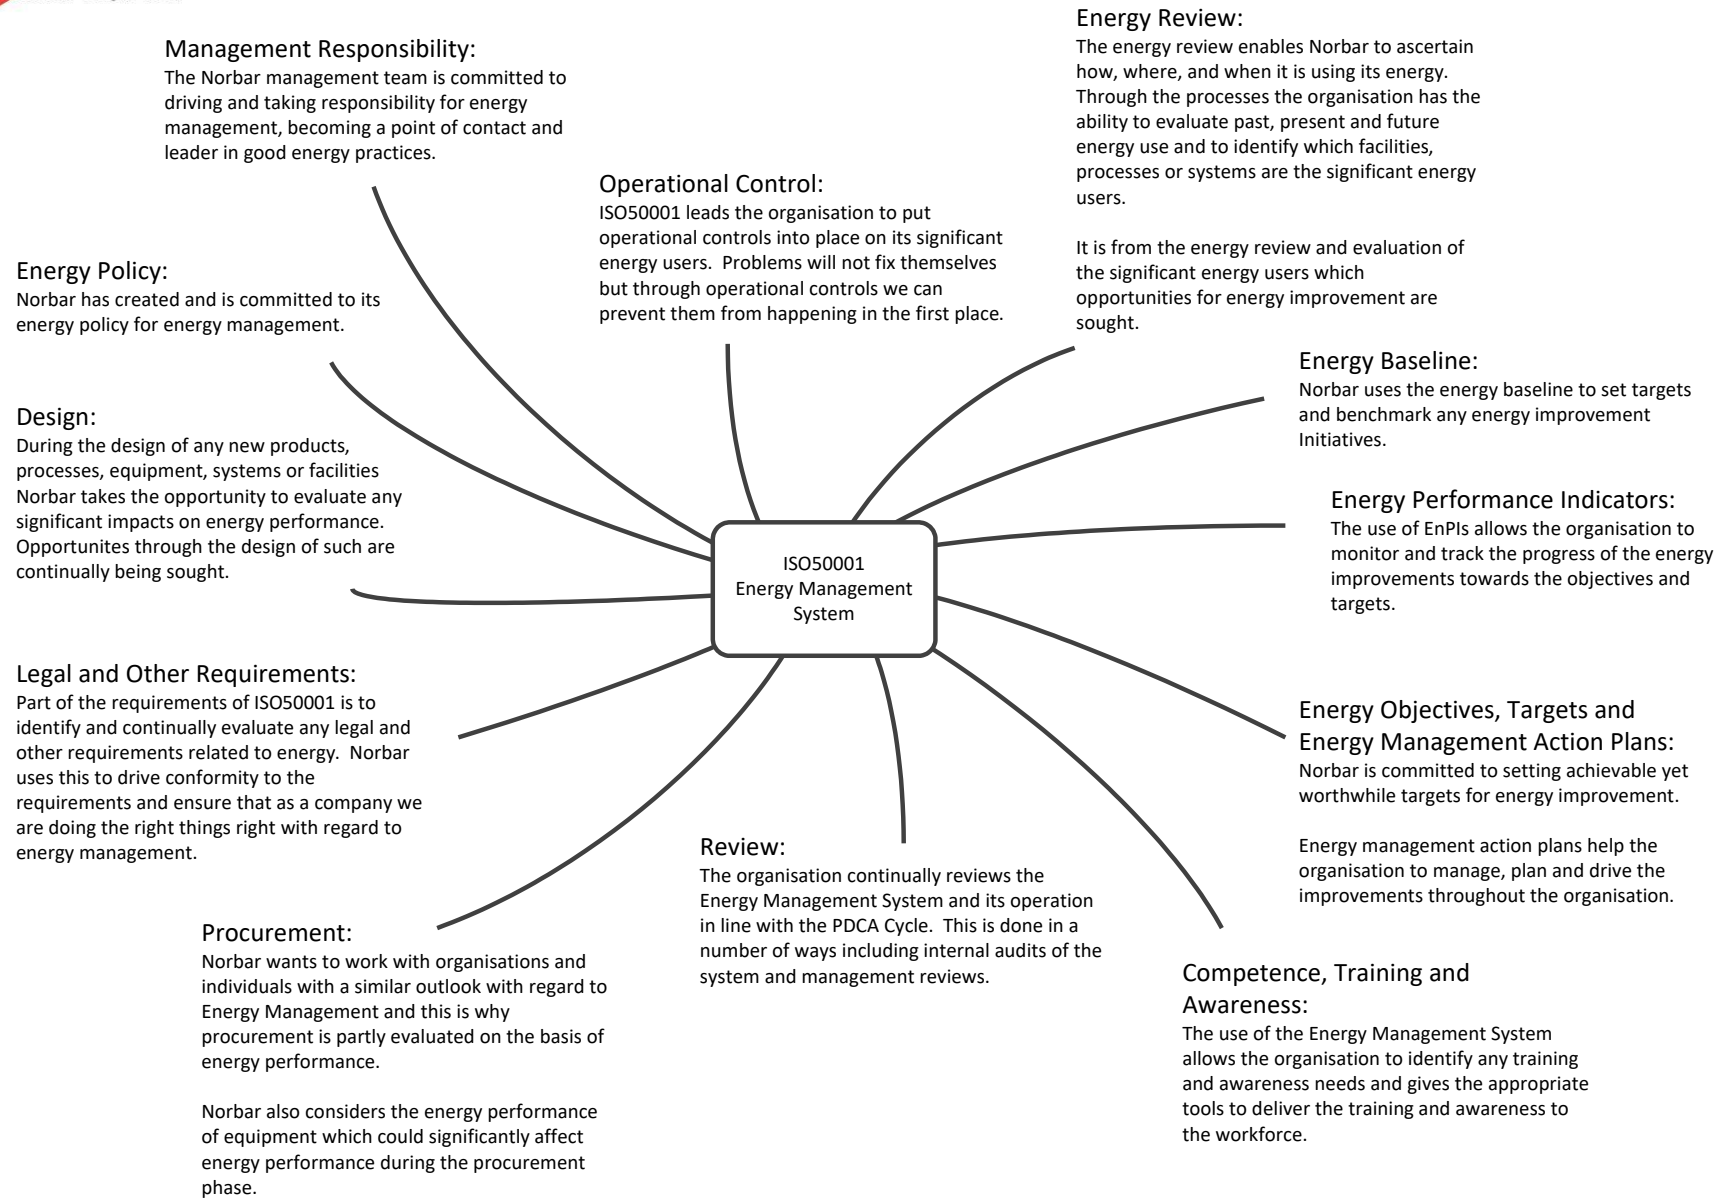 Management Responsibility:
The Norbar management team is committed to
driving and taking responsibility for energy
management, becoming a point of contact and
leader in good energy practices.
Operational Control:
ISO50001 leads the organisation to put
operational controls into place on its significant
energy users.  Problems will not fix themselves
but through operational controls we can
prevent them from happening in the first place.
Energy Review:
The energy review enables Norbar to ascertain
how, where, and when it is using its energy.
Through the processes the organisation has the
ability to evaluate past, present and future
energy use and to identify which facilities,
processes or systems are the significant energy
users.
It is from the energy review and evaluation of
the significant energy users which
opportunities for energy improvement are
sought.
Energy Policy:
Norbar has created and is committed to its
energy policy for energy management.
Energy Baseline:
Norbar uses the energy baseline to set targets
and benchmark any energy improvement
Initiatives.
Design:
During the design of any new products,
processes, equipment, systems or facilities
Norbar takes the opportunity to evaluate any
significant impacts on energy performance.
Opportunites through the design of such are
continually being sought.
Energy Performance Indicators:
The use of EnPIs allows the organisation to
monitor and track the progress of the energy
improvements towards the objectives and
targets.
ISO50001
Energy Management
System
Legal and Other Requirements:
Part of the requirements of ISO50001 is to
identify and continually evaluate any legal and
other requirements related to energy.  Norbar
uses this to drive conformity to the
requirements and ensure that as a company we
are doing the right things right with regard to
energy management.
Energy Objectives, Targets and
Energy Management Action Plans:
Norbar is committed to setting achievable yet
worthwhile targets for energy improvement.
Energy management action plans help the
organisation to manage, plan and drive the
improvements throughout the organisation.
Review:
The organisation continually reviews the
Energy Management System and its operation
in line with the PDCA Cycle.  This is done in a
number of ways including internal audits of the
system and management reviews.
Procurement:
Norbar wants to work with organisations and
individuals with a similar outlook with regard to
Energy Management and this is why
procurement is partly evaluated on the basis of
energy performance.
Norbar also considers the energy performance
of equipment which could significantly affect
energy performance during the procurement
phase.
Competence, Training and
Awareness:
The use of the Energy Management System
allows the organisation to identify any training
and awareness needs and gives the appropriate
tools to deliver the training and awareness to
the workforce.